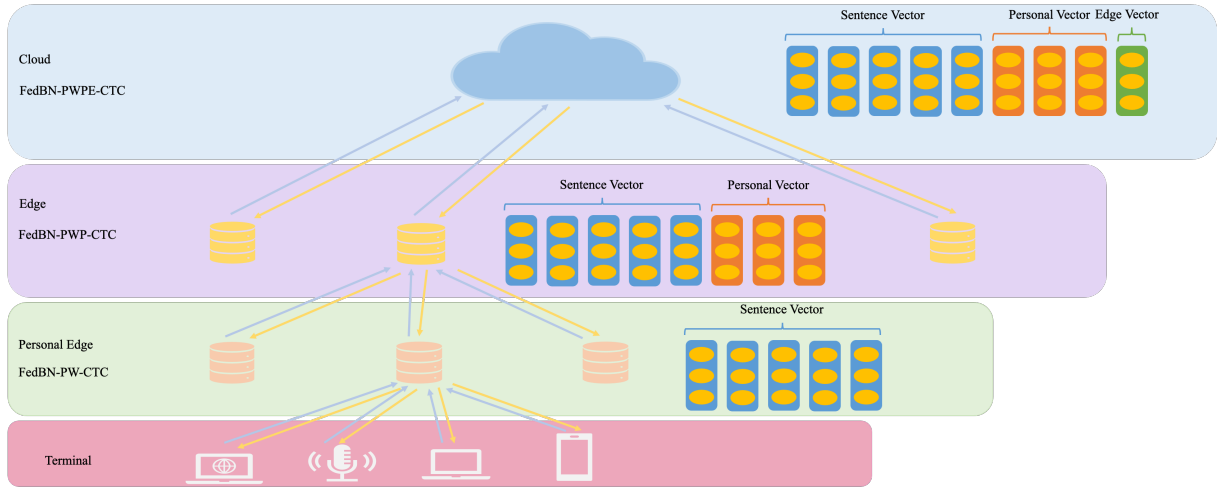 Sentence Vector
Personal Vector
Edge Vector
Cloud
FedBN-PWPE-CTC
Sentence Vector
Personal Vector
Edge
FedBN-PWP-CTC
Sentence Vector
Personal Edge
FedBN-PW-CTC
Terminal